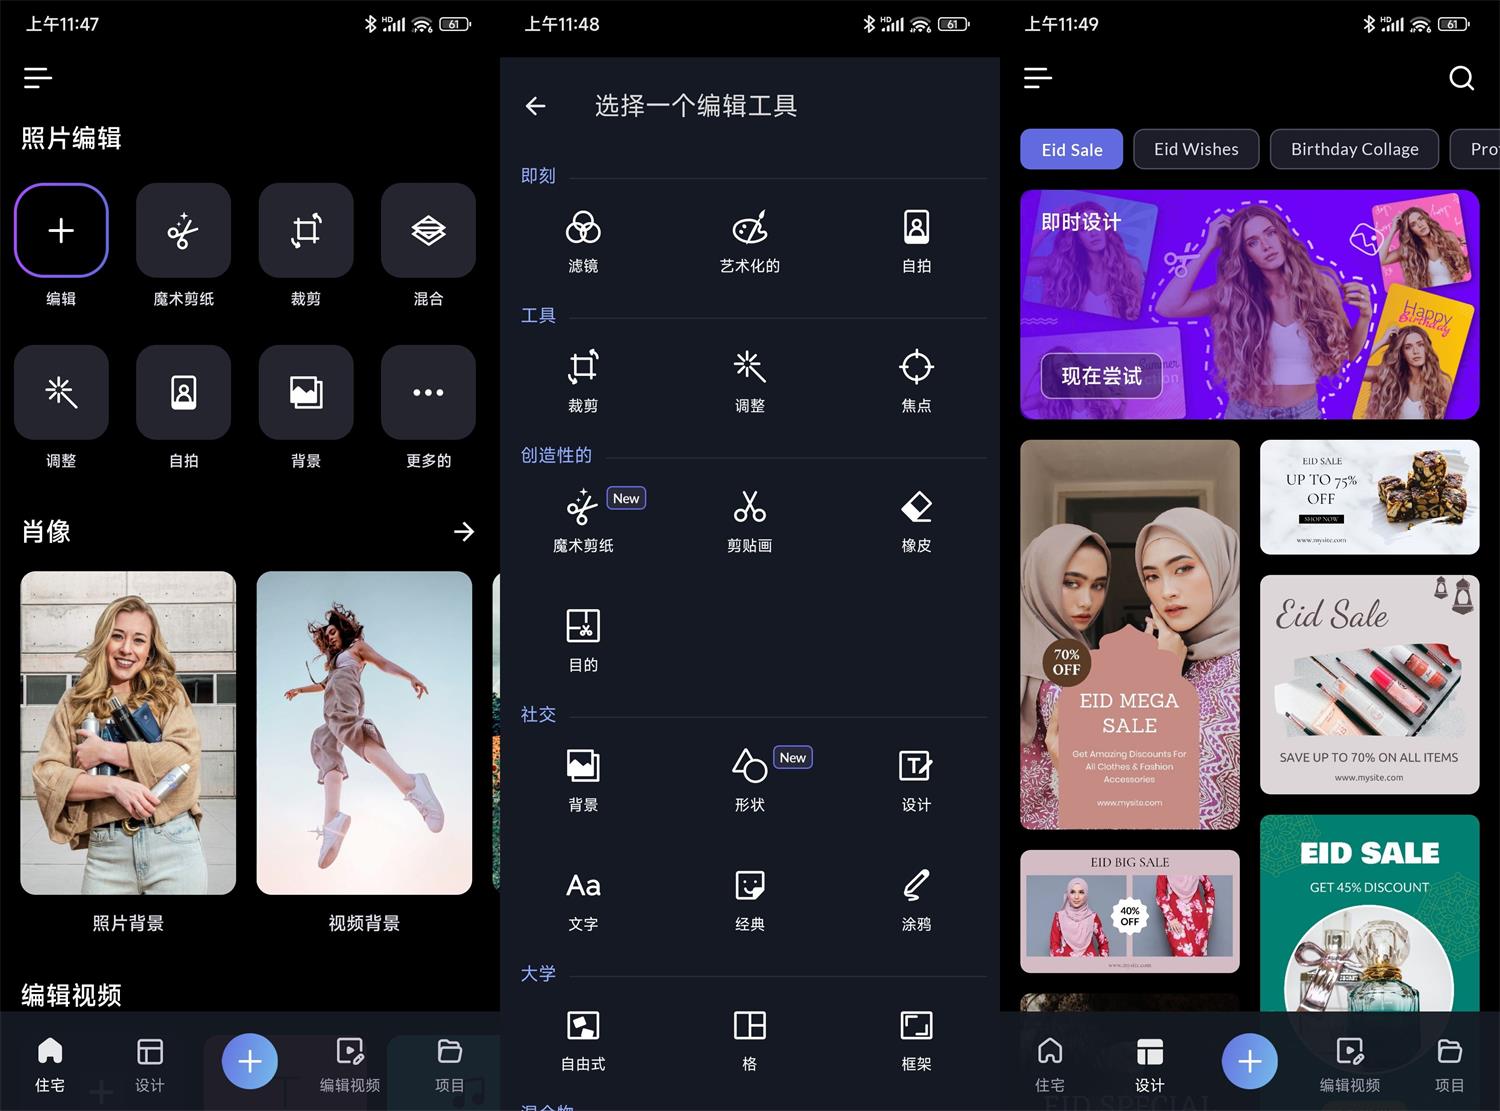 上午11:47
61
照片编辑
编辑
魔术剪纸
裁剪
混合
调整
自拍
背景
更多的
肖像
照片背景
视频背景
编辑视频
住宅
设计
编辑视频
项目
上午11:48
61
选择一个编辑工具
即刻
滤镜
艺术化的
自拍
工具
裁剪
调整
焦点
创造性的
魔术剪纸
New
剪贴画
橡皮
目的
社交
背景
形状
New
设计
Aa
文字
经典
涂鸦
大学
自由式
格
框架
上午11:49
61
Eid Sale
Eid Wishes
Birthday Collage
即时设计
Happy
Birthday
现在尝试
70%
OFF
EID MEGA
SALE
Get Amazing Discounts For
All Clothes & Fashion
Accessories
www.mysite.com
EID SALE
UP TO 75%
OFF
SHOP NOW
www.mysite.com
Eid Sale
SAVE UP TO 70% ON ALL ITEMS
www.mysite.com
EID BIG SALE
40%
OFF
www.mysite.com
EID SALE
GET 45% DISCOUNT
EID SPECIAL
住宅
设计
编辑视频
项目